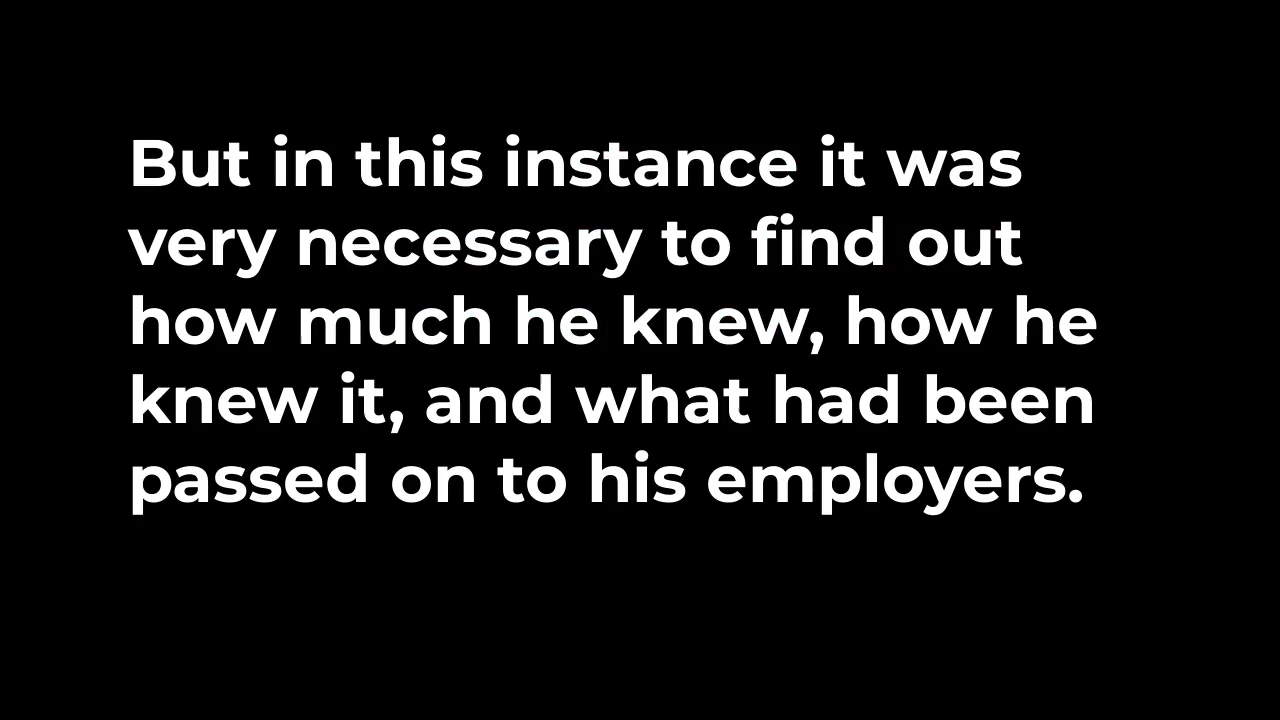 But in this instance it was
very necessary to find out
how much he knew, how he
knew it, and what had been
passed on to his employers.